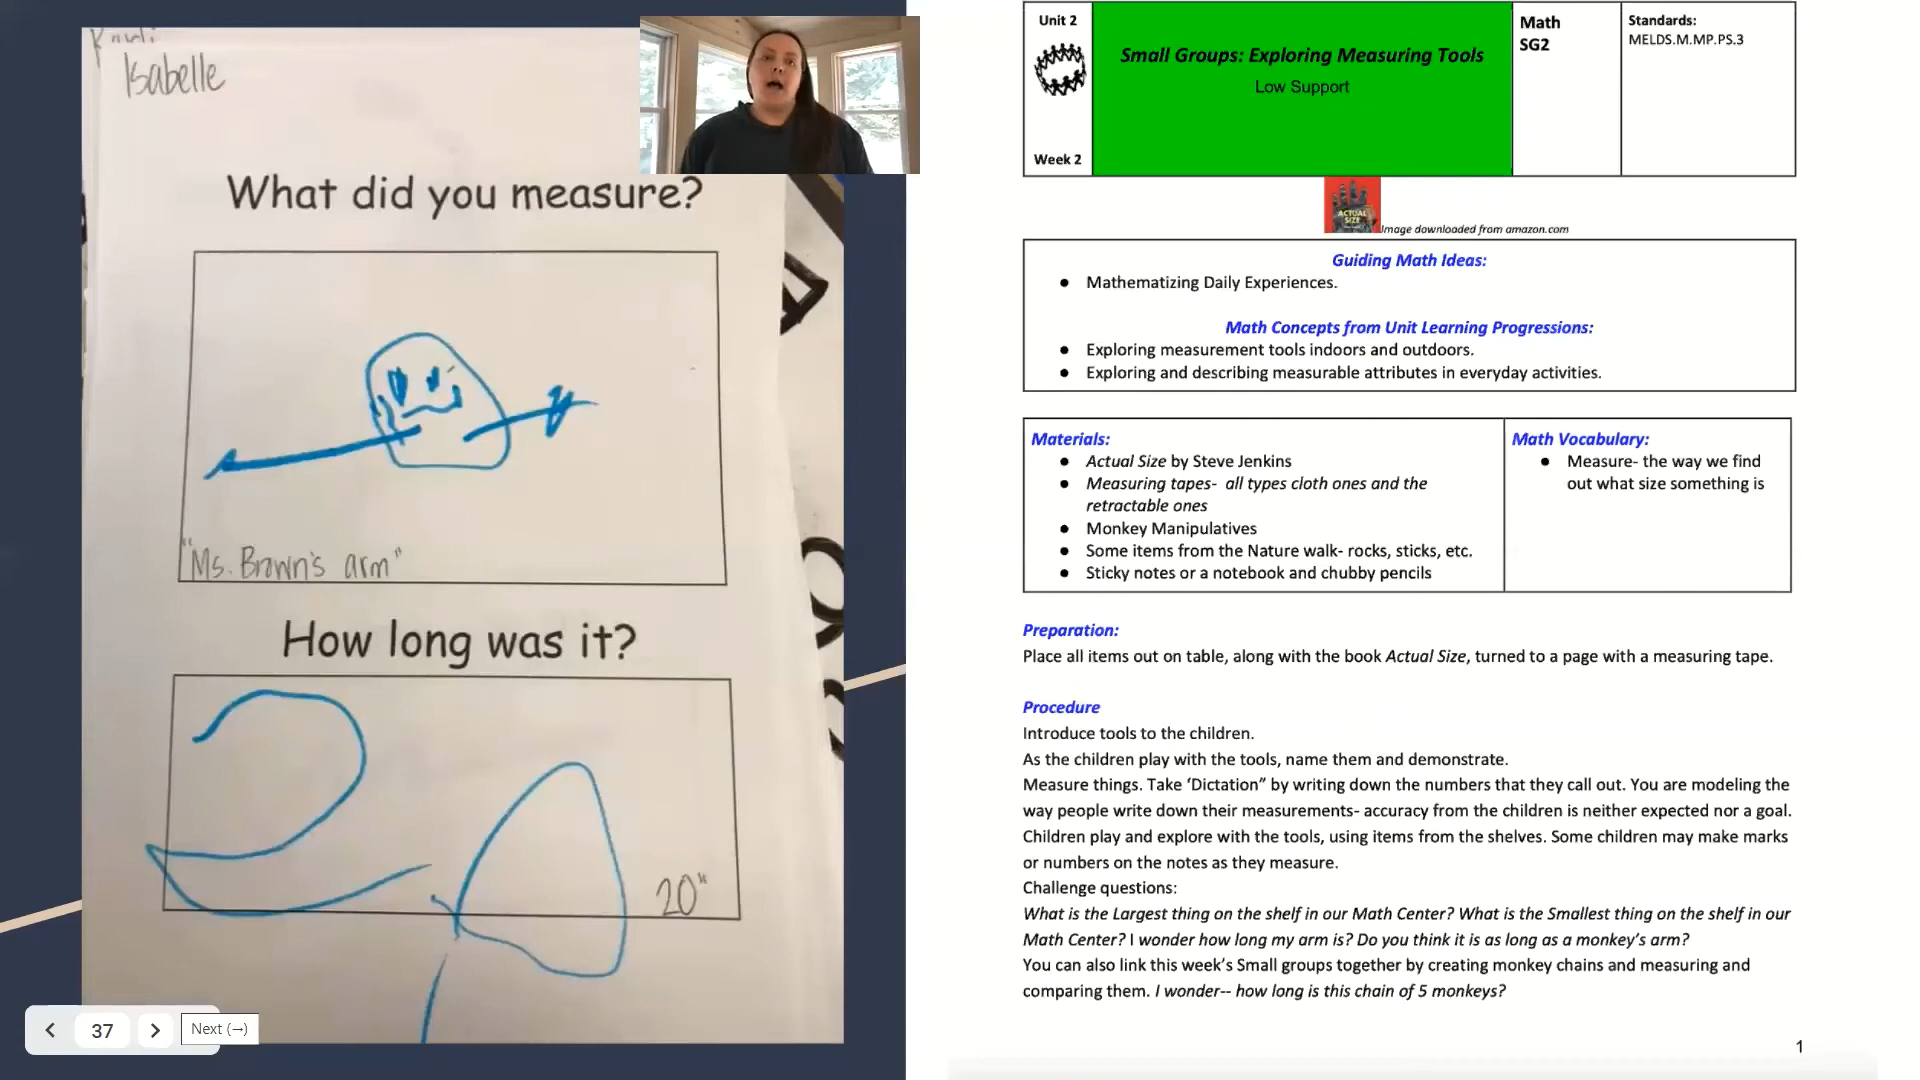 Isabelle
What did you measure?
"Ms. Brown's arm"
How long was it?
20
20"
37
Next (→)
Unit 2
Week 2
Small Groups: Exploring Measuring Tools
Low Support
Math
SG2
Standards:
MELDS.M.MP.PS.3
ACTUAL
SIZE
Image downloaded from amazon.com
Guiding Math Ideas:
● Mathematizing Daily Experiences.
Math Concepts from Unit Learning Progressions:
● Exploring measurement tools indoors and outdoors.
● Exploring and describing measurable attributes in everyday activities.
Materials:
● Actual Size by Steve Jenkins
● Measuring tapes- all types cloth ones and the
retractable ones
● Monkey Manipulatives
● Some items from the Nature walk- rocks, sticks, etc.
● Sticky notes or a notebook and chubby pencils
Math Vocabulary:
● Measure- the way we find
out what size something is
Preparation:
Place all items out on table, along with the book Actual Size, turned to a page with a measuring tape.
Procedure
Introduce tools to the children.
As the children play with the tools, name them and demonstrate.
Measure things. Take ‘Dictation” by writing down the numbers that they call out. You are modeling the
way people write down their measurements- accuracy from the children is neither expected nor a goal.
Children play and explore with the tools, using items from the shelves. Some children may make marks
or numbers on the notes as they measure.
Challenge questions:
What is the Largest thing on the shelf in our Math Center? What is the Smallest thing on the shelf in our
Math Center? I wonder how long my arm is? Do you think it is as long as a monkey’s arm?
You can also link this week’s Small groups together by creating monkey chains and measuring and
comparing them. I wonder-- how long is this chain of 5 monkeys?
1